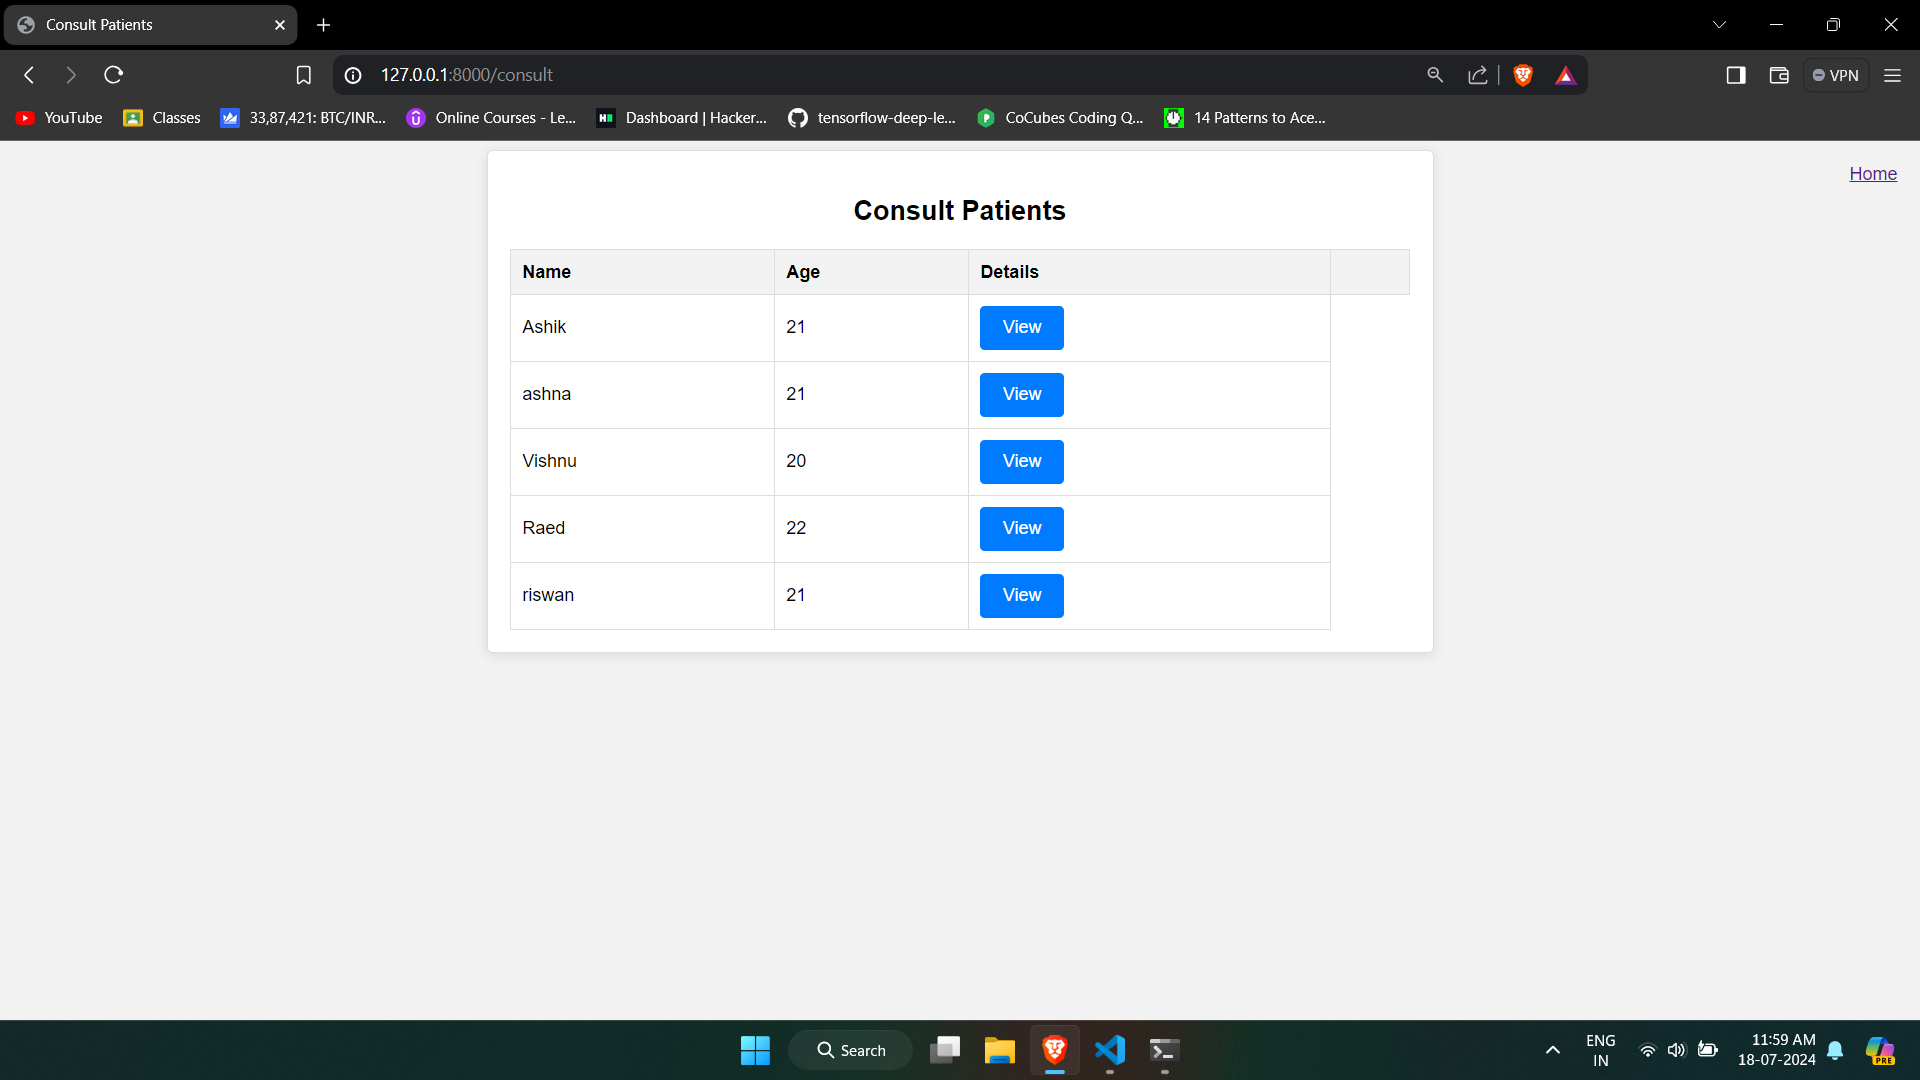 Consult Patients
127.0.0.1:8000/consult
VPN
YouTube
Classes
33,87,421: BTC/INR...
Online Courses - Le...
Dashboard | Hacker...
tensorflow-deep-le...
CoCubes Coding Q...
14 Patterns to Ace...
Home
Consult Patients
Name Age Details
Ashik 21 View
ashna 21 View
Vishnu 20 View
Raed 22 View
riswan 21 View
Search
ENG
IN
11:59 AM
18-07-2024
PRE